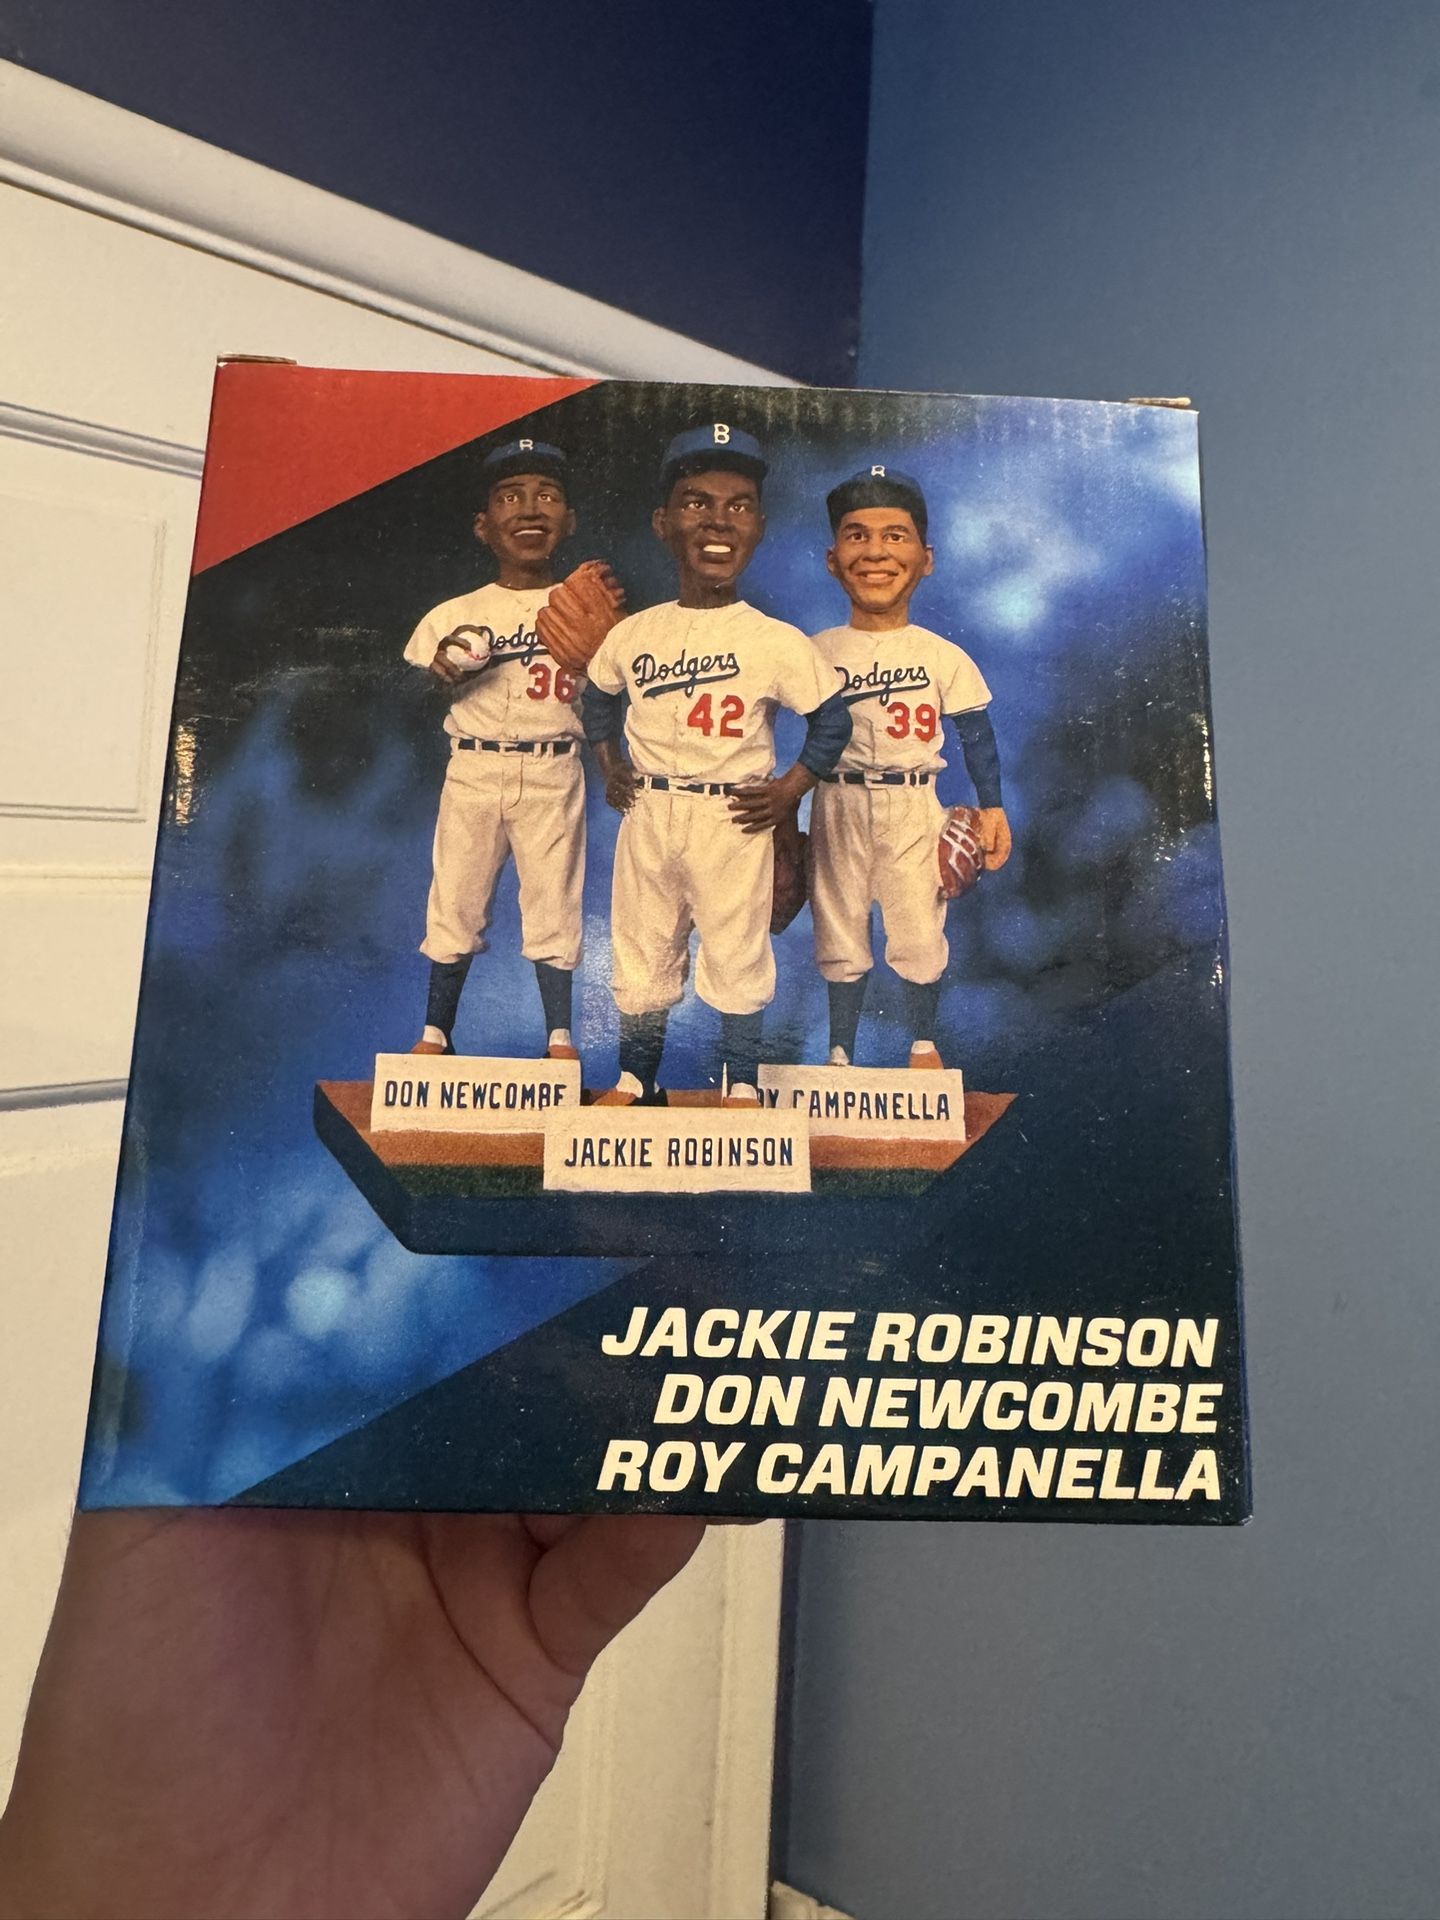 B
B
B
Dodgers
36
Dodgers
42
Dodgers
39
DON NEWCOMBE
CAMPANELLA
JACKIE ROBINSON
JACKIE ROBINSON
DON NEWCOMBE
ROY CAMPANELLA